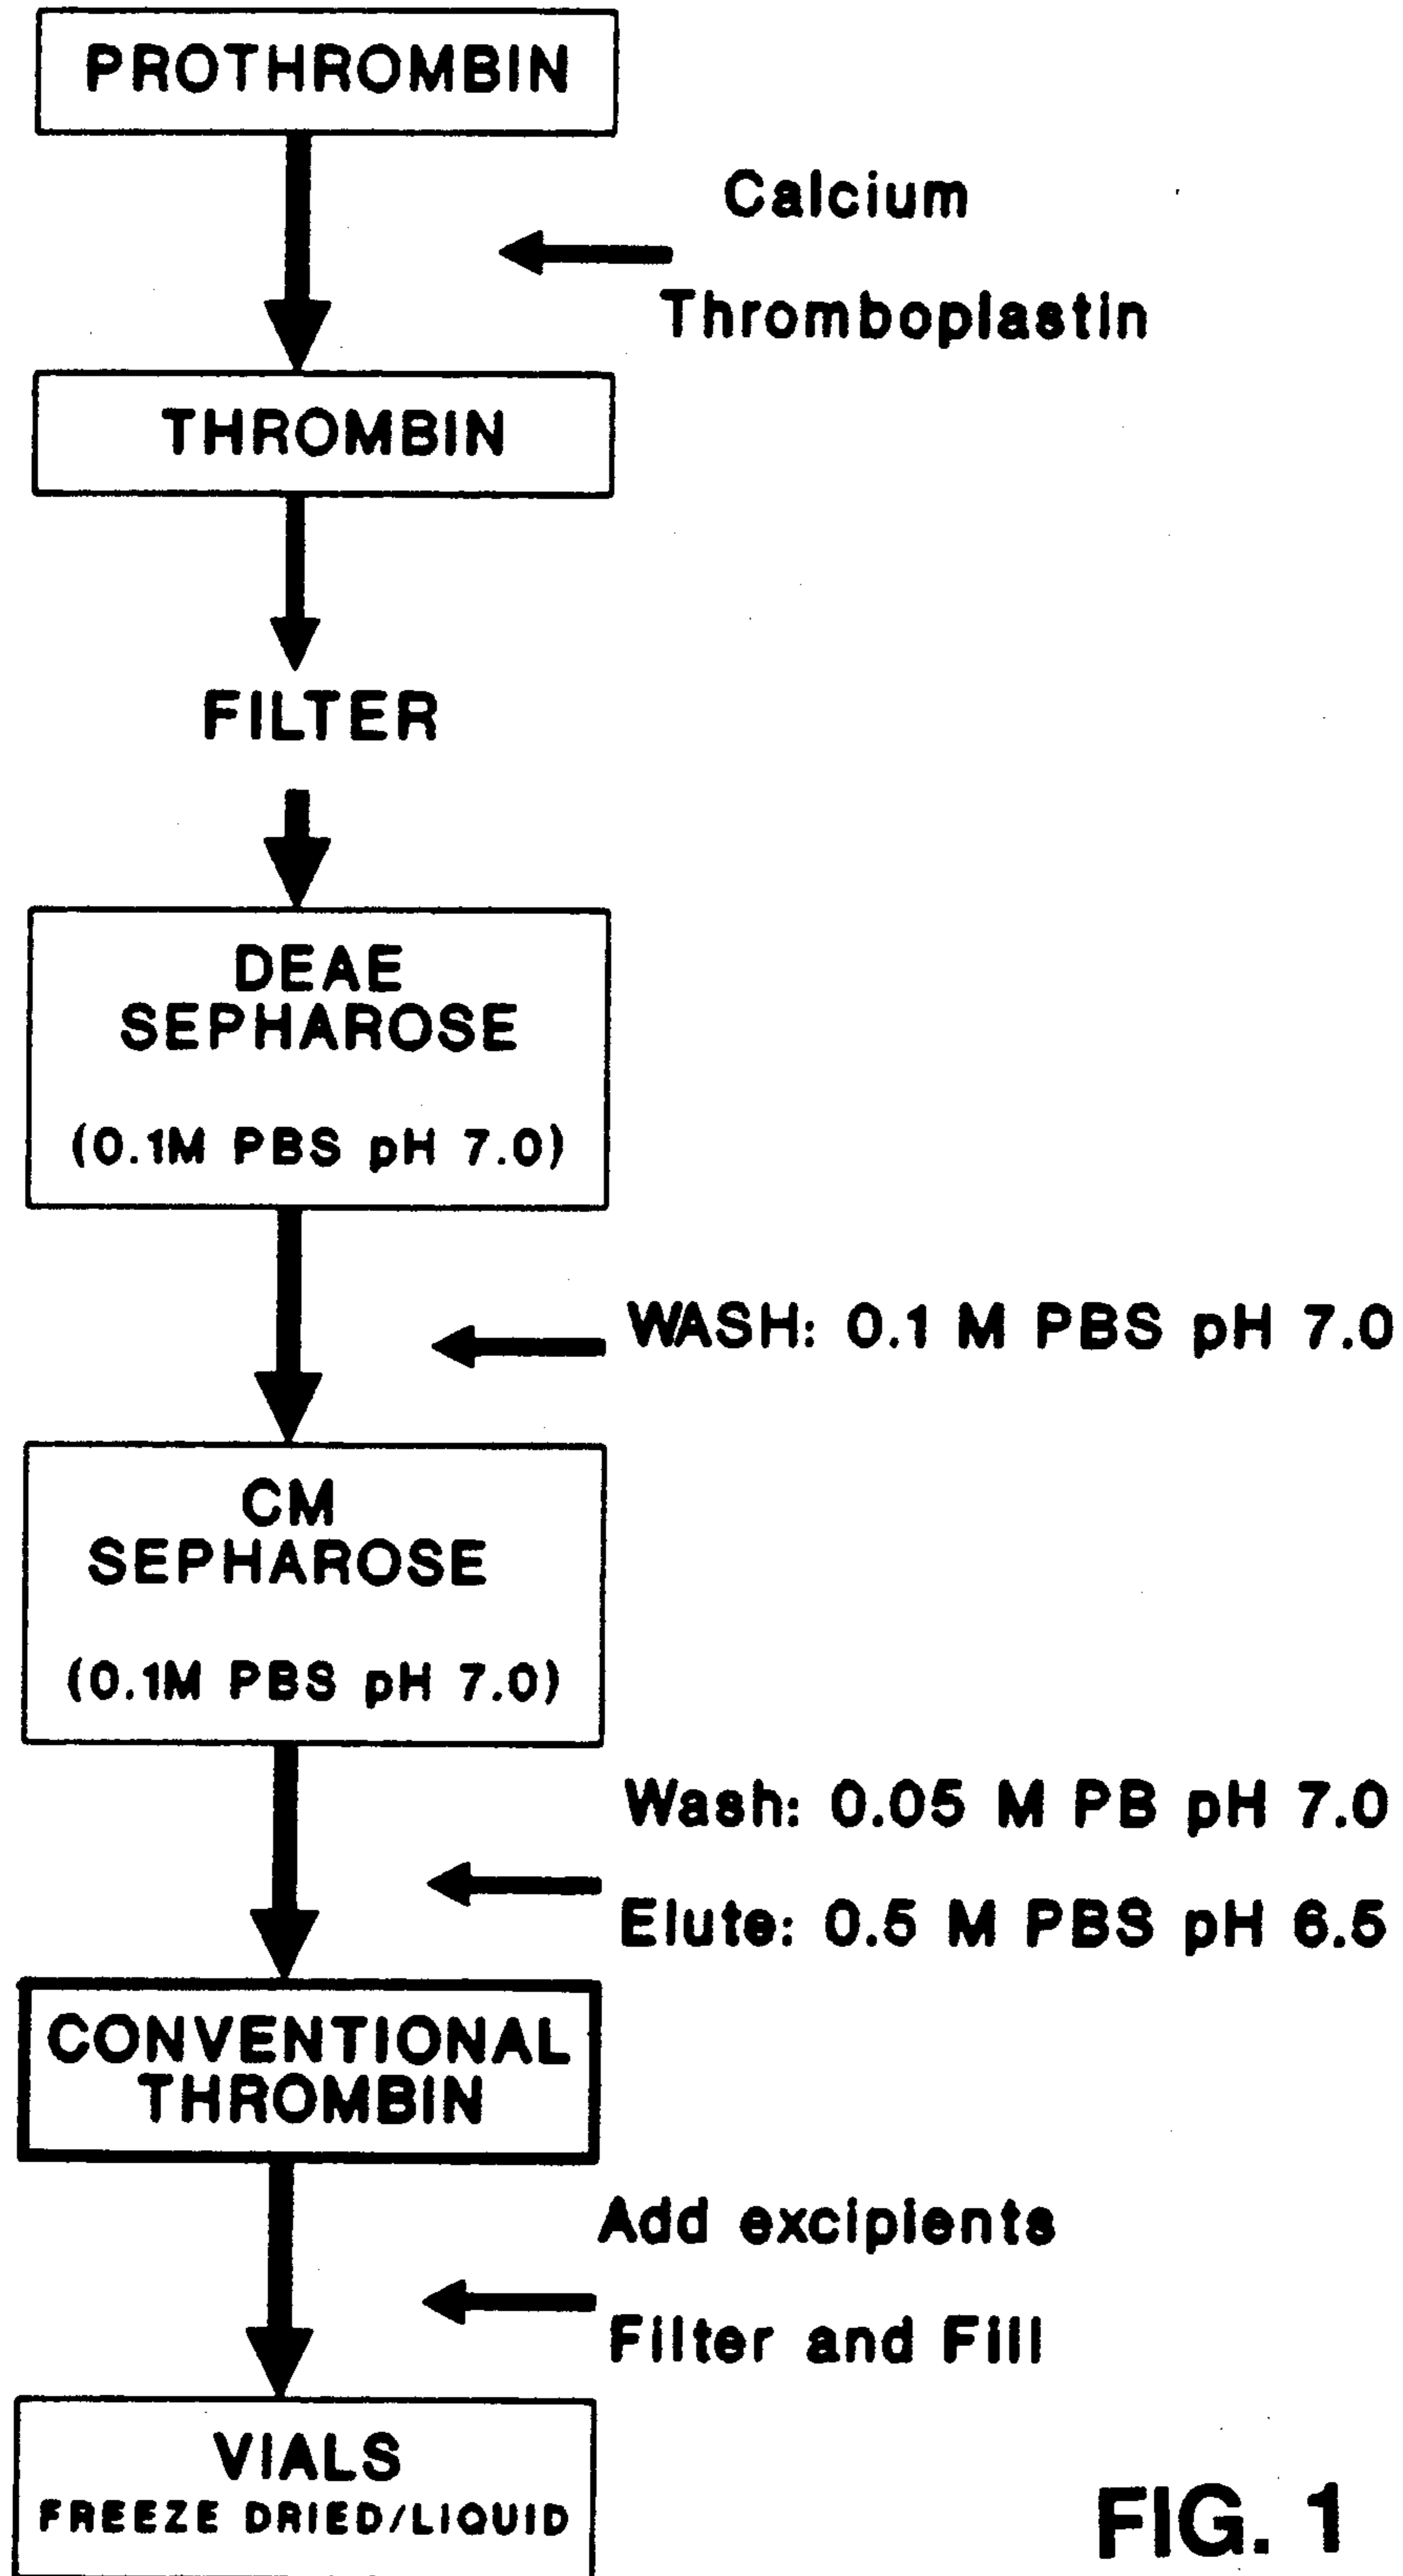 PROTHROMBIN
Calcium
Thromboplastin
THROMBIN
FILTER
DEAE
SEPHAROSE
(0.1M PBS pH 7.0)
WASH: 0.1 M PBS pH 7.0
CM
SEPHAROSE
(0.1M PBS pH 7.0)
Wash: 0.05 M PB pH 7.0
Elute: 0.5 M PBS pH 6.5
CONVENTIONAL
THROMBIN
Add excipients
Filter and Fill
VIALS
FREEZE DRIED/LIQUID
FIG. 1